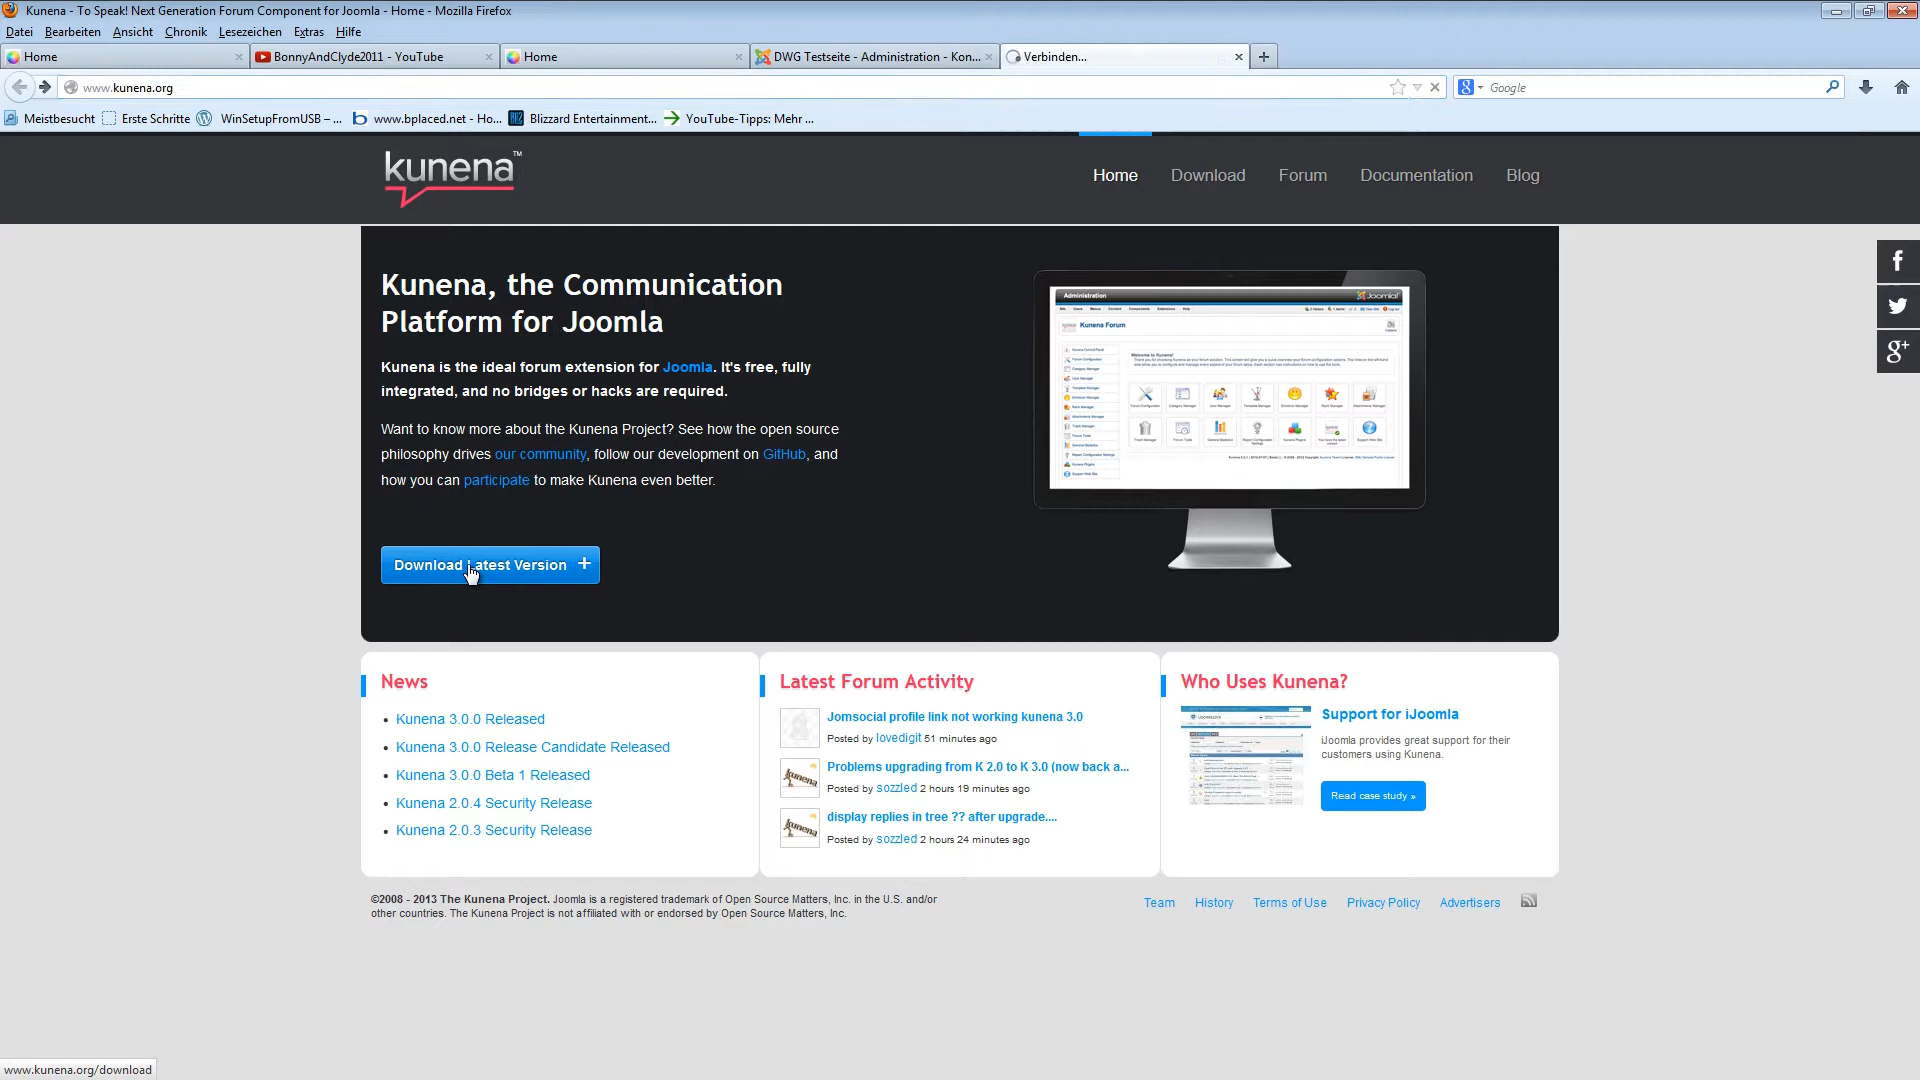 Kunena - To Speak! Next Generation Forum Component for Joomla - Home - Mozilla Firefox
Datei Bearbeiten Ansicht Chronik Lesezeichen Extras Hilfe
Home
BonnyAndClyde2011 - YouTube
Home
DWG Testseite - Administration - Kon...
Verbinden...
www.kunena.org
Google
Meistbesucht Erste Schritte WinSetupFromUSB – ... www.bplaced.net - Ho... Blizzard Entertainment... YouTube-Tipps: Mehr ...
kunena™
Home Download Forum Documentation Blog
Kunena, the Communication
Platform for Joomla
Kunena is the ideal forum extension for Joomla. It's free, fully
integrated, and no bridges or hacks are required.
Want to know more about the Kunena Project? See how the open source
philosophy drives our community, follow our development on GitHub, and
how you can participate to make Kunena even better.
Download Latest Version +
Administration
Joomla!
Kunena Forum
Welcome to Kunena!
News
Kunena 3.0.0 Released
Kunena 3.0.0 Release Candidate Released
Kunena 3.0.0 Beta 1 Released
Kunena 2.0.4 Security Release
Kunena 2.0.3 Security Release
Latest Forum Activity
Jomsocial profile link not working kunena 3.0
Posted by lovedigit 51 minutes ago
Problems upgrading from K 2.0 to K 3.0 (now back a...
Posted by sozzled 2 hours 19 minutes ago
display replies in tree ?? after upgrade....
Posted by sozzled 2 hours 24 minutes ago
Who Uses Kunena?
Support for iJoomla
iJoomla provides great support for their
customers using Kunena.
Read case study »
©2008 - 2013 The Kunena Project. Joomla is a registered trademark of Open Source Matters, Inc. in the U.S. and/or
other countries. The Kunena Project is not affiliated with or endorsed by Open Source Matters, Inc.
Team History Terms of Use Privacy Policy Advertisers
www.kunena.org/download